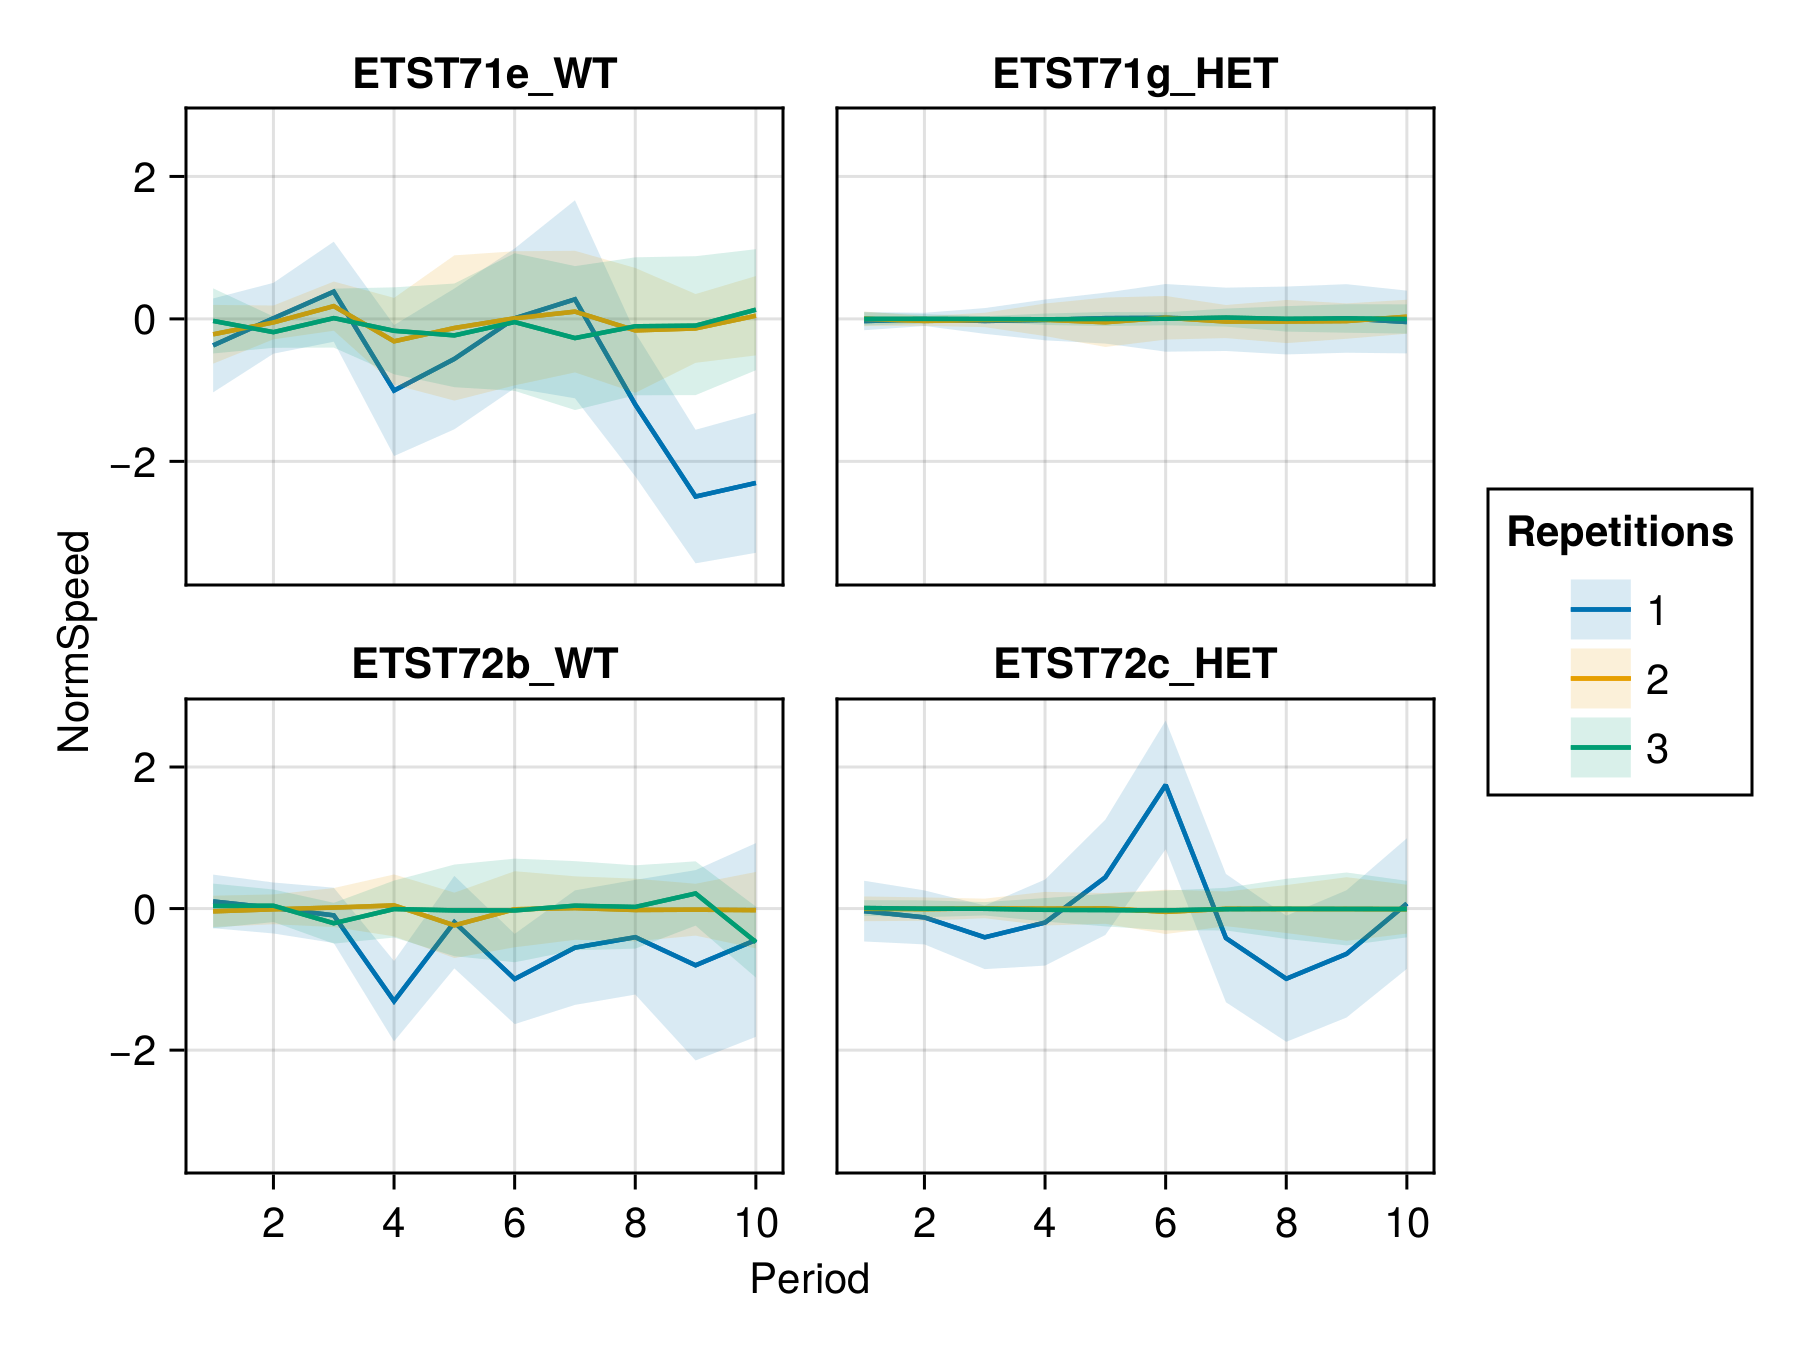 ETST71e_WT
ETST71g_HET
2
0
−2
NormSpeed
ETST72b_WT
ETST72c_HET
2
0
−2
2 4 6 8 10
2 4 6 8 10
Period
Repetitions
1
2
3